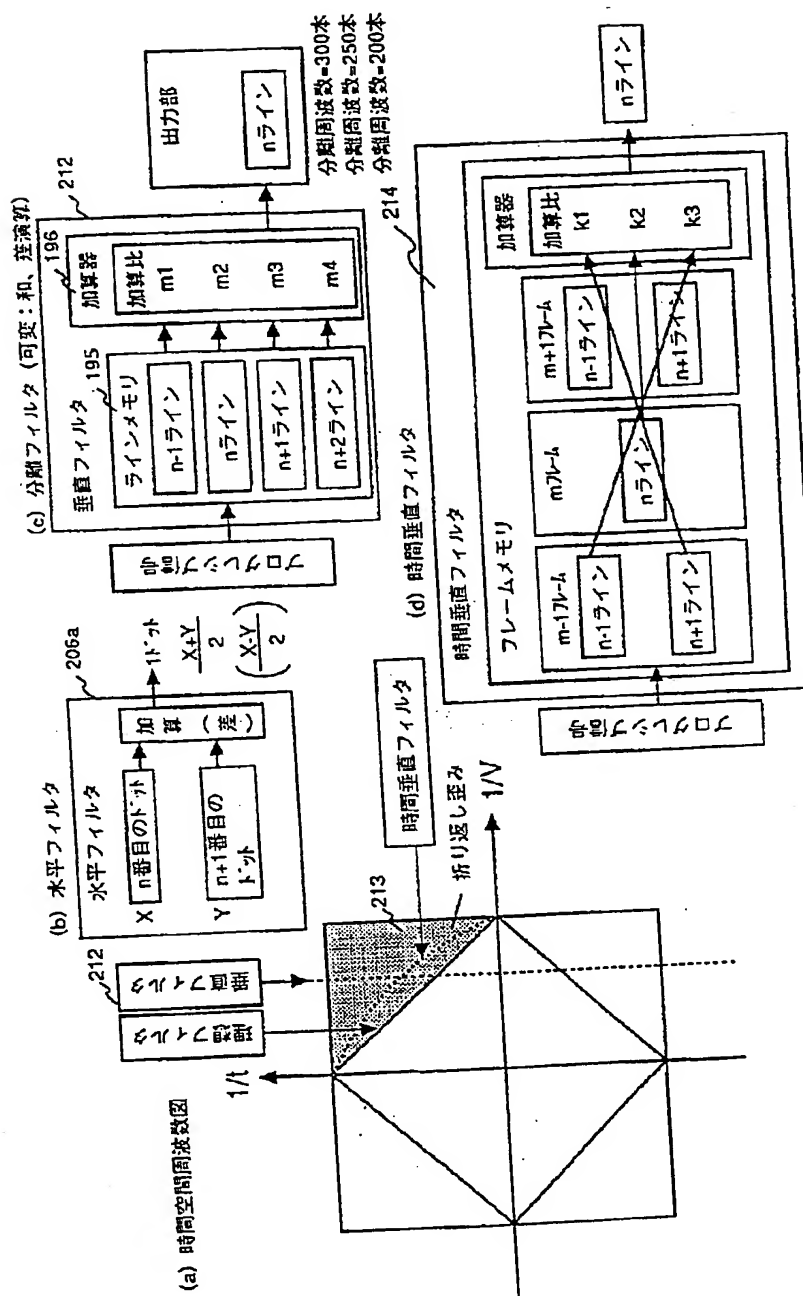 (a) 時間空間周波数図
1/t
1/V
理想フィルタ
垂直フィルタ
212
213
時間垂直フィルタ
折り返し歪み
(b) 水平フィルタ
206a
水平フィルタ
X n番目のドット
Y n+1番目の
ドット
加算
(差)
1ドット
X+Y
2
(X-Y
2)
(c) 分離フィルタ (可変:和、差演算)
プログレシブ信号
垂直フィルタ
195
ラインメモリ
n-1ライン
nライン
n+1ライン
n+2ライン
196
加算器
加算比
m1
m2
m3
m4
212
出力部
nライン
分離周波数=300本
分離周波数=250本
分離周波数=200本
(d) 時間垂直フィルタ
214
プログレシブ信号
時間垂直フィルタ
フレームメモリ
m-1フレーム
n-1ライン
n+1ライン
mフレーム
nライン
m+1フレーム
n-1ライン
n+1ライン
加算器
加算比
k1
k2
k3
nライン